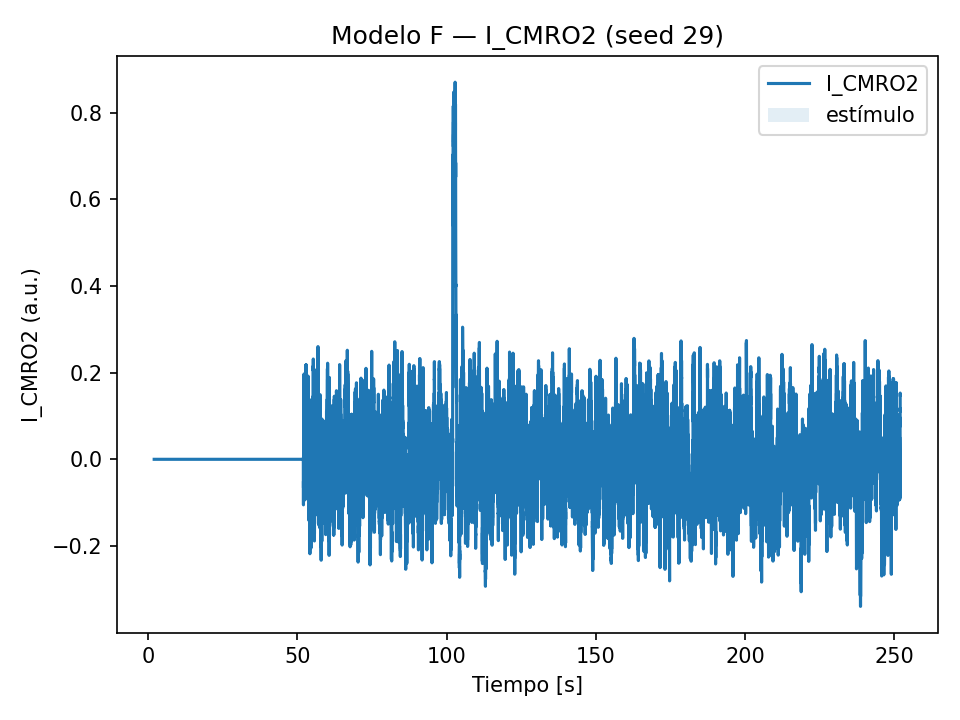 Modelo F — I_CMRO2 (seed 29)
I_CMRO2
estímulo
0.8
0.6
0.4
0.2
0.0
−0.2
I_CMRO2 (a.u.)
0 50 100 150 200 250
Tiempo [s]